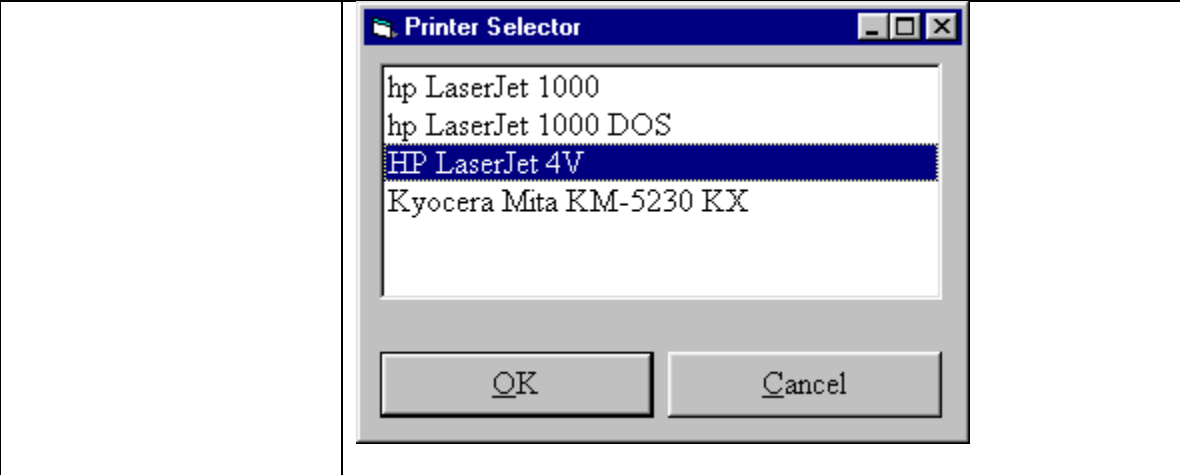 Printer Selector
hp LaserJet 1000
hp LaserJet 1000 DOS
HP LaserJet 4V
Kyocera Mita KM-5230 KX
OK
Cancel